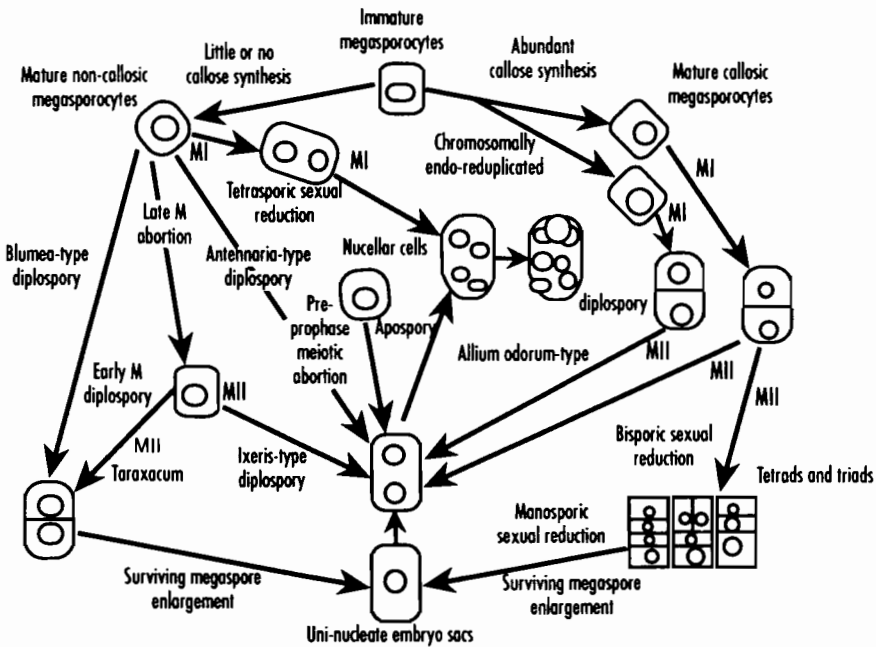 Immature
megasporocytes
Little or no
callose synthesis
Abundant
callose synthesis
Mature non-callosic
megasporocytes
Mature callosic
megasporocytes
MI
MI
Chromosomally
endo-reduplicated
MI
MI
Tetrasporic sexual
reduction
Late M
abortion
Blumea-type
diplospory
Antennaria-type
diplospory
Nucellar cells
Pre-
prophase
meiotic
abortion
Apospory
diplospory
Allium odorum-type
MII
MII
MII
Early M
diplospory
MII
MII
Taraxacum
Ixeris-type
diplospory
Bisporic sexual
reduction
Tetrads and triads
Manosporic
sexual reduction
Surviving megaspore
enlargement
Surviving megaspore
enlargement
Uni-nucleate embryo sacs